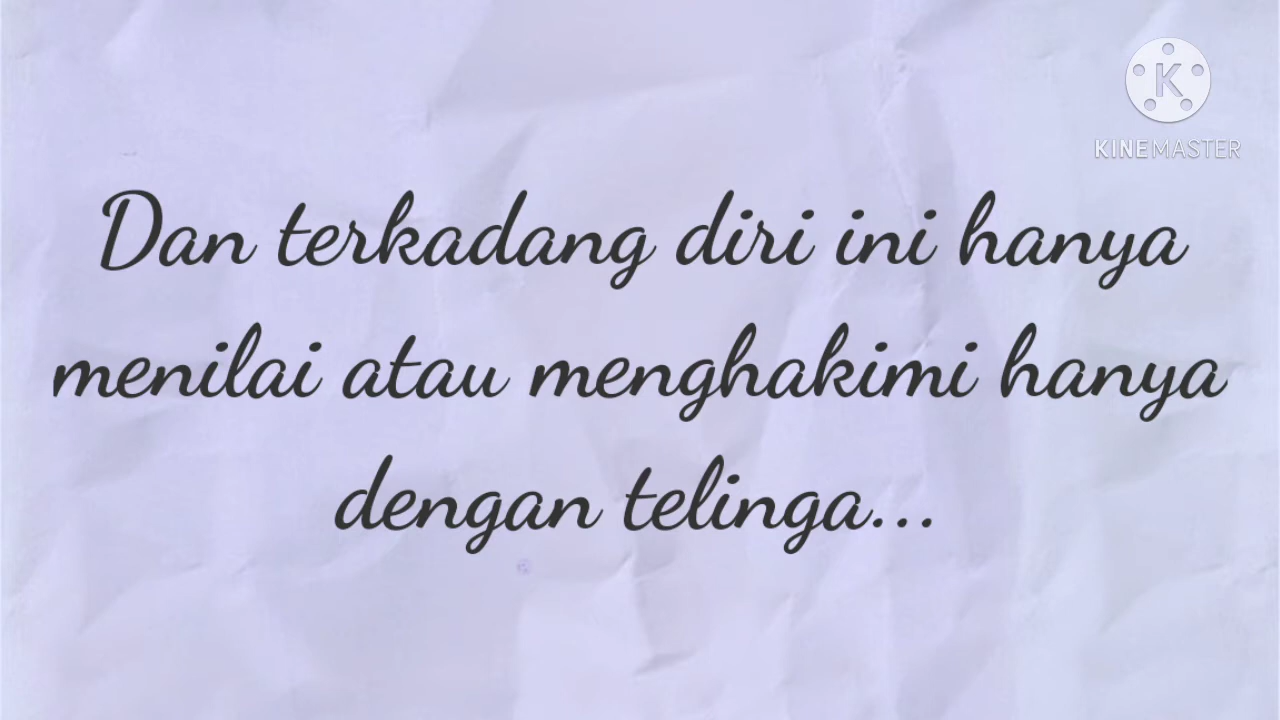 KINEMASTER
Dan terkadang diri ini hanya
menilai atau menghakimi hanya
dengan telinga...